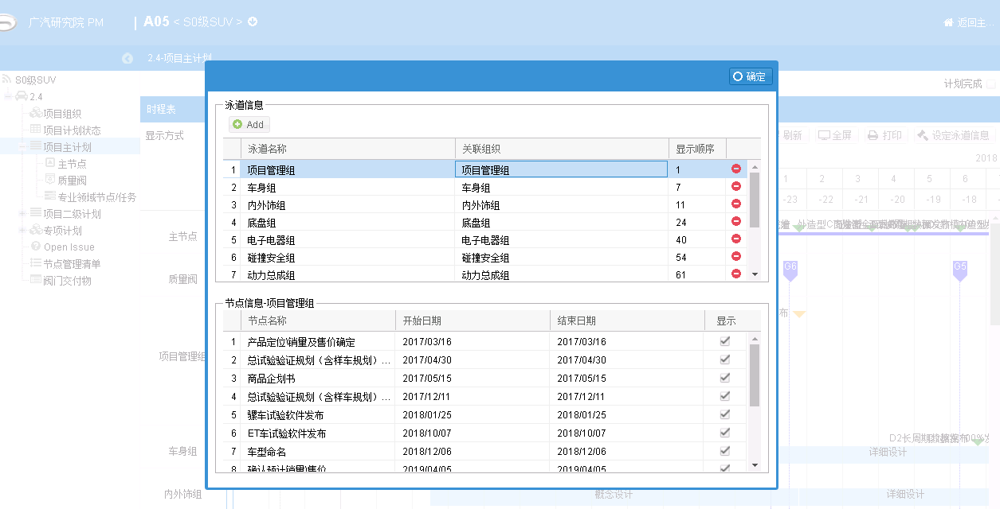 广汽研究院 PM
A05 < S0级SUV >
返回主...
2.4-项目主计划
S0级SUV
2.4
项目组织
项目计划状态
项目主计划
主节点
质量阀
专业领域节点/任务
项目二级计划
专项计划
Open Issue
节点管理清单
阀门交付物
计划完成
时程表
显示方式
刷新
全屏
打印
设定泳道信息
2018
1 2 3 4 5 6
-23 -22 -21 -20 -19 -18
主节点
质量阀
G6
G5
布
项目管理组
车身组
详细设计
内外饰组
概念设计
详细设计
确定
泳道信息
Add
泳道名称 关联组织 显示顺序
1 项目管理组 项目管理组 1
2 车身组 车身组 7
3 内外饰组 内外饰组 11
4 底盘组 底盘组 24
5 电子电器组 电子电器组 40
6 碰撞安全组 碰撞安全组 54
7 动力总成组 动力总成组 61
节点信息-项目管理组
节点名称 开始日期 结束日期 显示
1 产品定位\销量及售价确定 2017/03/16 2017/03/16
2 总试验验证规划（含样车规划）... 2017/04/30 2017/04/30
3 商品企划书 2017/05/15 2017/05/15
4 总试验验证规划（含样车规划）... 2017/12/11 2017/12/11
5 骡车试验软件发布 2018/01/25 2018/01/25
6 ET车试验软件发布 2018/10/07 2018/10/07
7 车型命名 2018/12/06 2018/12/06
8 确认预计销量\售价 2019/04/05 2019/04/05